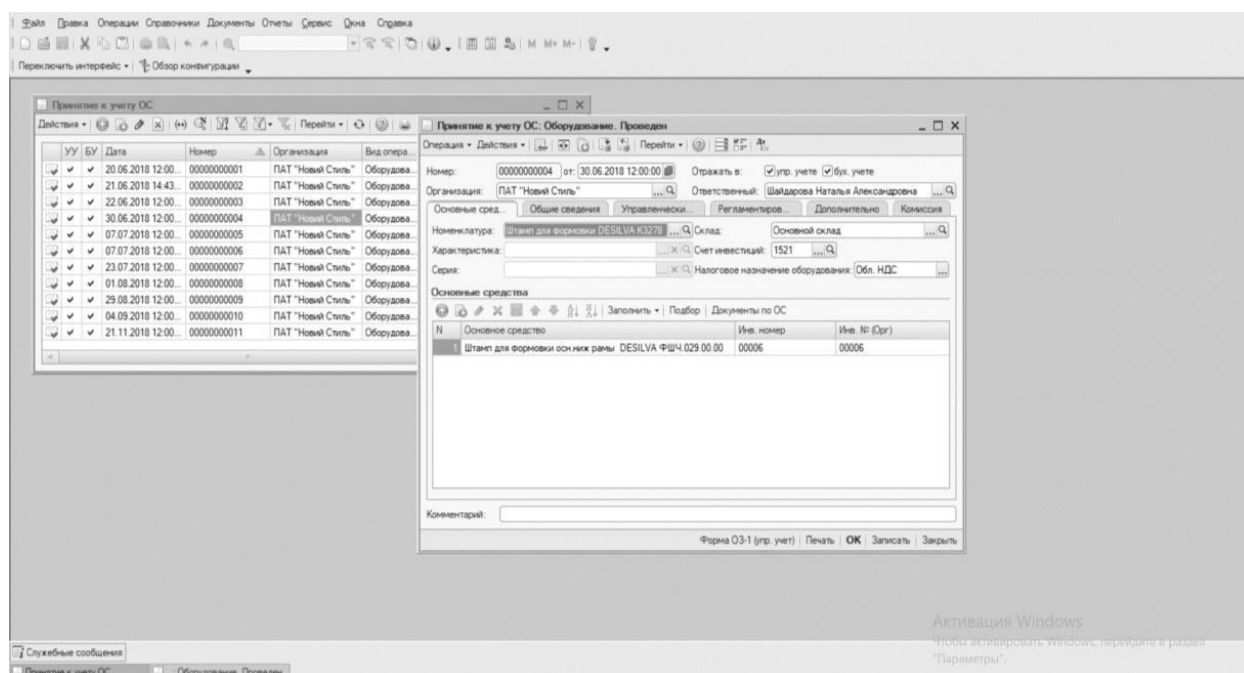 Файл Правка Операции Справочники Документы Отчеты Сервис Окна Справка
M M+ M-
Переключить интерфейс Обзор конфигурации
Принятие к учету ОС
Действия Перейти
УУ БУ Дата Номер Организация Вид опера...
20.06.2018 12:00... 00000000001 ПАТ "Новий Стиль" Оборудова...
21.06.2018 14:43... 00000000002 ПАТ "Новий Стиль" Оборудова...
22.06.2018 12:00... 00000000003 ПАТ "Новий Стиль" Оборудова...
30.06.2018 12:00... 00000000004 ПАТ "Новий Стиль" Оборудова...
07.07.2018 12:00... 00000000005 ПАТ "Новий Стиль" Оборудова...
07.07.2018 12:00... 00000000006 ПАТ "Новий Стиль" Оборудова...
23.07.2018 12:00... 00000000007 ПАТ "Новий Стиль" Оборудова...
01.08.2018 12:00... 00000000008 ПАТ "Новий Стиль" Оборудова...
29.08.2018 12:00... 00000000009 ПАТ "Новий Стиль" Оборудова...
04.09.2018 12:00... 00000000010 ПАТ "Новий Стиль" Оборудова...
21.11.2018 12:00... 00000000011 ПАТ "Новий Стиль" Оборудова...
Принятие к учету ОС: Оборудование. Проведен
Операция Действия Перейти
Номер: 00000000004 от: 30.06.2018 12:00:00 Отражать в: упр. учете бух. учете
Организация: ПАТ "Новий Стиль" Ответственный: Шайдарова Наталья Александровна
Основные сред... Общие сведения Управленчески... Регламентиров... Дополнительно Комиссия
Номенклатура: Штамп для формовки DESILVA К3278 Склад: Основной склад
Характеристика: Счет инвестиций: 1521
Серия: Налоговое назначение оборудования: Обл. НДС
Основные средства
Заполнить Подбор Документы по ОС
N Основное средство Инв. номер Инв. № (Орг)
1 Штамп для формовки осн.ниж рамы DESILVA ФШЧ.029.00.00 00006 00006
Комментарий:
Форма ОЗ-1 (упр. учет) Печать ОК Записать Закрыть
Активация Windows
Чтобы активировать Windows, перейдите в раздел
"Параметры".
Служебные сообщения
Принятие к учету ОС ...: Оборудование. Проведен